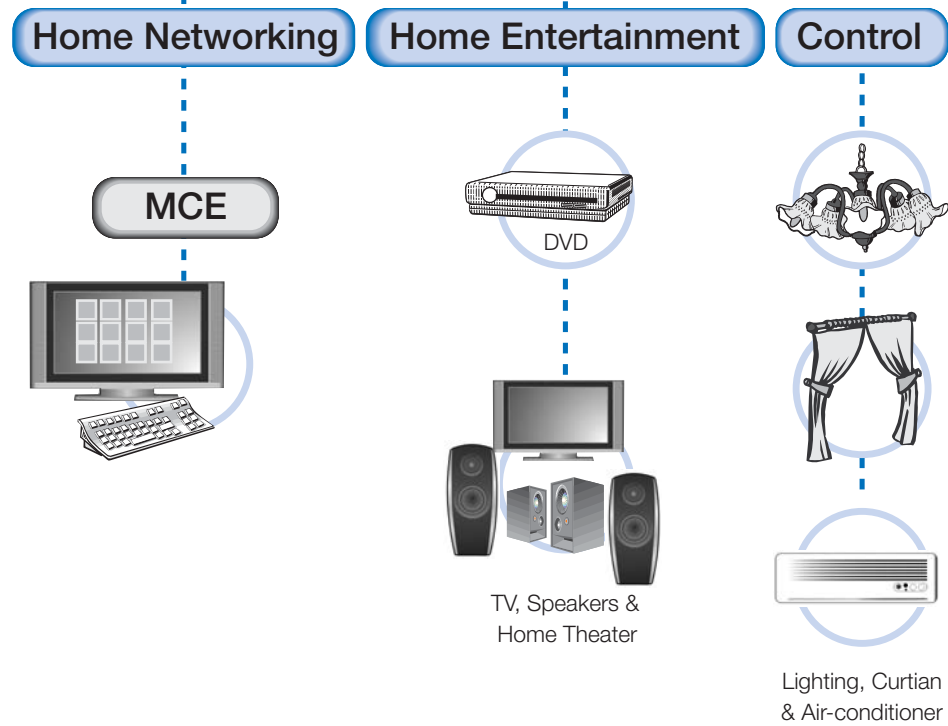 Home Networking
Home Entertainment
Control
MCE
DVD
TV, Speakers &
Home Theater
Lighting, Curtian
& Air-conditioner